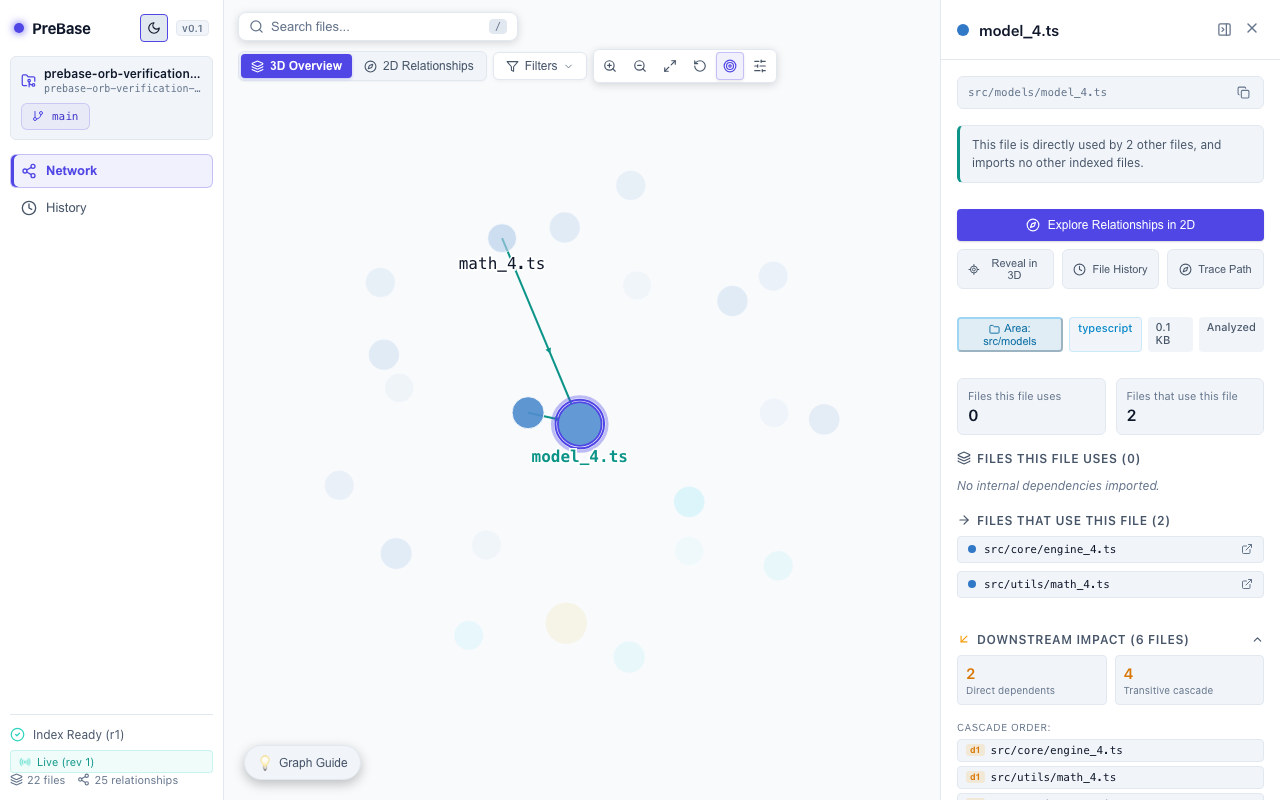 PreBase
v0.1
prebase-orb-verification...
prebase-orb-verification-…
main
Network
History
Index Ready (r1)
Live (rev 1)
22 files
25 relationships
Search files...
/
3D Overview
2D Relationships
Filters
math_4.ts
model_4.ts
Graph Guide
model_4.ts
src/models/model_4.ts
This file is directly used by 2 other files, and
imports no other indexed files.
Explore Relationships in 2D
Reveal in
3D
File History
Trace Path
Area:
src/models
typescript
0.1
KB
Analyzed
Files this file uses
0
Files that use this file
2
FILES THIS FILE USES (0)
No internal dependencies imported.
FILES THAT USE THIS FILE (2)
src/core/engine_4.ts
src/utils/math_4.ts
DOWNSTREAM IMPACT (6 FILES)
2
Direct dependents
4
Transitive cascade
CASCADE ORDER:
d1 src/core/engine_4.ts
d1 src/utils/math_4.ts